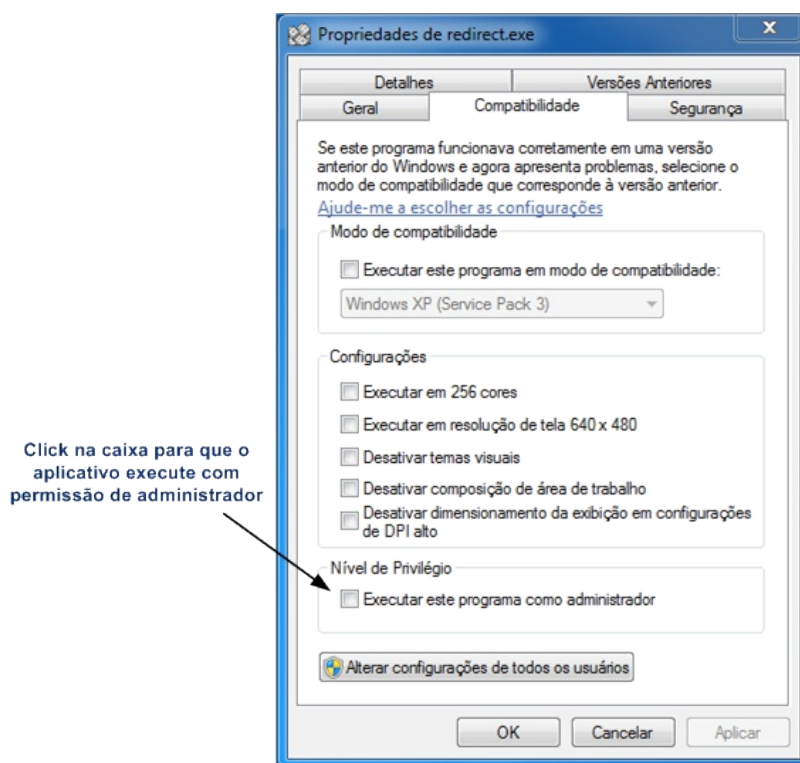 Propriedades de redirect.exe
Detalhes
Versões Anteriores
Geral
Compatibilidade
Segurança
Se este programa funcionava corretamente em uma versão
anterior do Windows e agora apresenta problemas, selecione o
modo de compatibilidade que corresponde à versão anterior.
Ajude-me a escolher as configurações
Modo de compatibilidade
Executar este programa em modo de compatibilidade:
Windows XP (Service Pack 3)
Configurações
Executar em 256 cores
Executar em resolução de tela 640 x 480
Desativar temas visuais
Desativar composição de área de trabalho
Desativar dimensionamento da exibição em configurações
de DPI alto
Click na caixa para que o
aplicativo execute com
permissão de administrador
Nível de Privilégio
Executar este programa como administrador
Alterar configurações de todos os usuários
OK
Cancelar
Aplicar